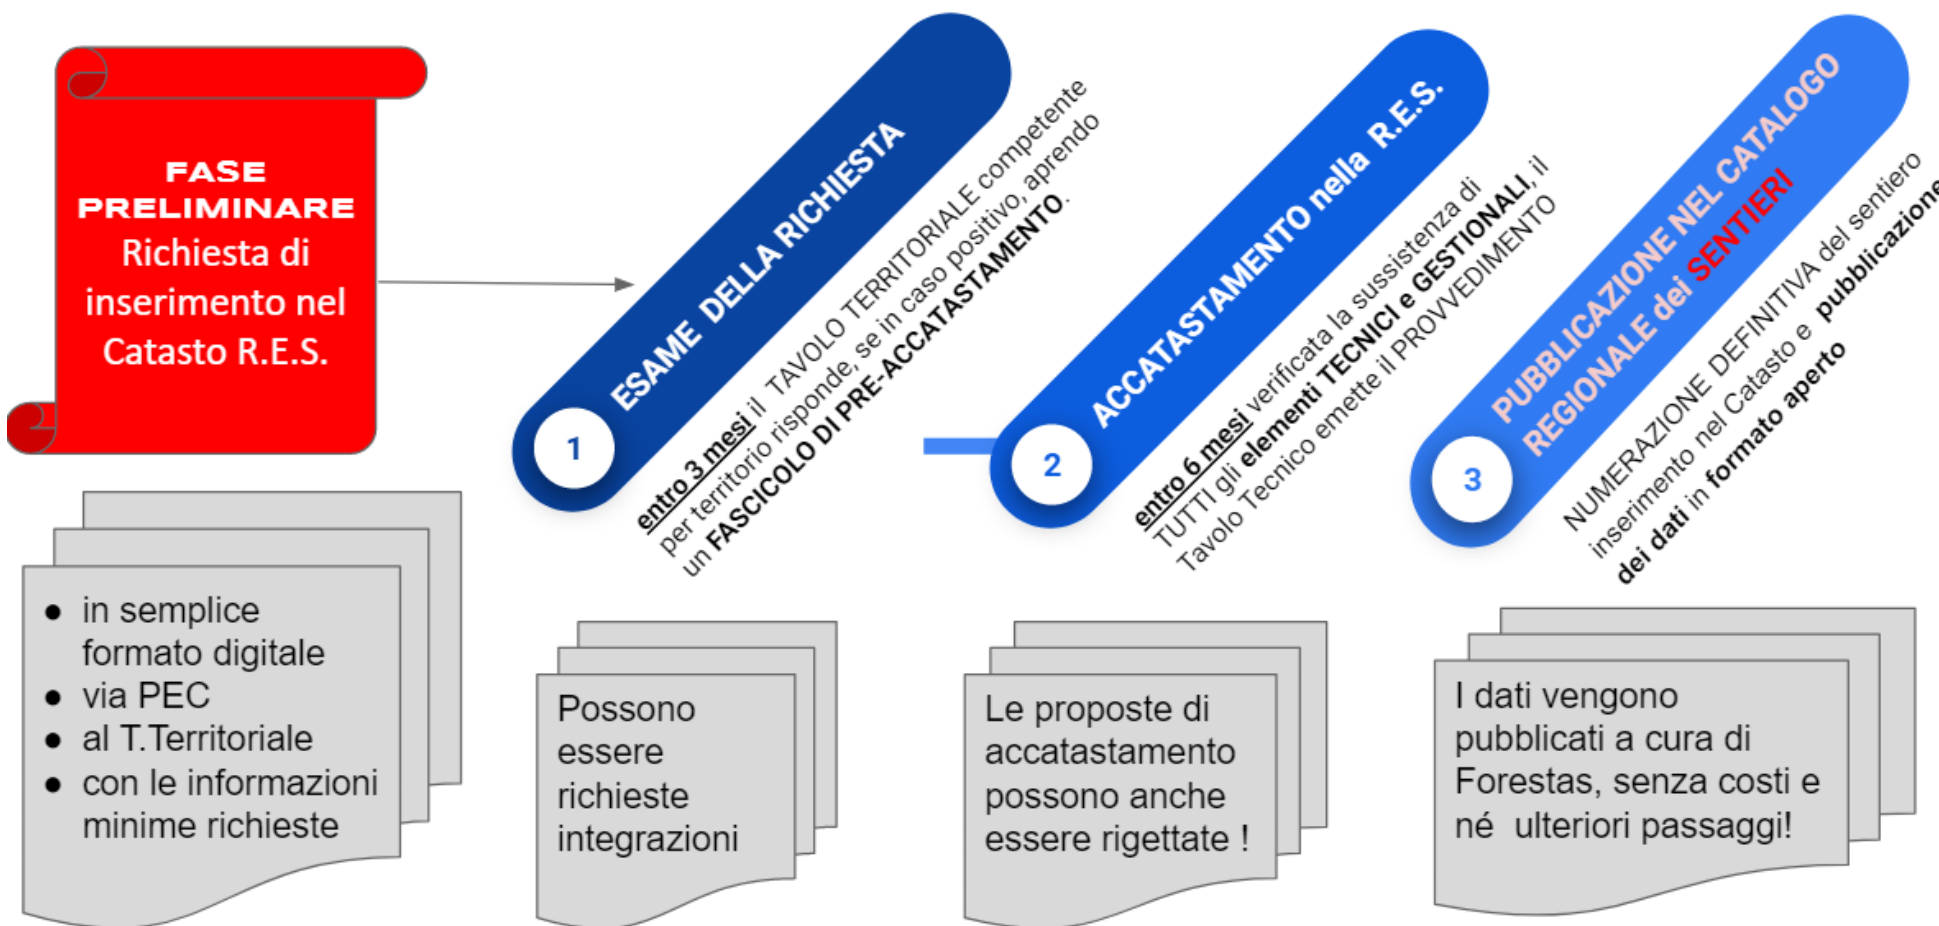 FASE
PRELIMINARE
Richiesta di
inserimento nel
Catasto R.E.S.
● in semplice
formato digitale
● via PEC
● al T.Territoriale
● con le informazioni
minime richieste
1
ESAME DELLA RICHIESTA
entro 3 mesi il TAVOLO TERRITORIALE competente
per territorio risponde, se in caso positivo, aprendo
un FASCICOLO DI PRE-ACCATASTAMENTO.
Possono
essere
richieste
integrazioni
2
ACCATASTAMENTO nella R.E.S.
entro 6 mesi verificata la sussistenza di
TUTTI gli elementi TECNICI e GESTIONALI, il
Tavolo Tecnico emette il PROVVEDIMENTO
Le proposte di
accatastamento
possono anche
essere rigettate !
3
PUBBLICAZIONE NEL CATALOGO
REGIONALE dei SENTIERI
NUMERAZIONE DEFINITIVA del sentiero
inserimento nel Catasto e pubblicazione
dei dati in formato aperto
I dati vengono
pubblicati a cura di
Forestas, senza costi e
né ulteriori passaggi!